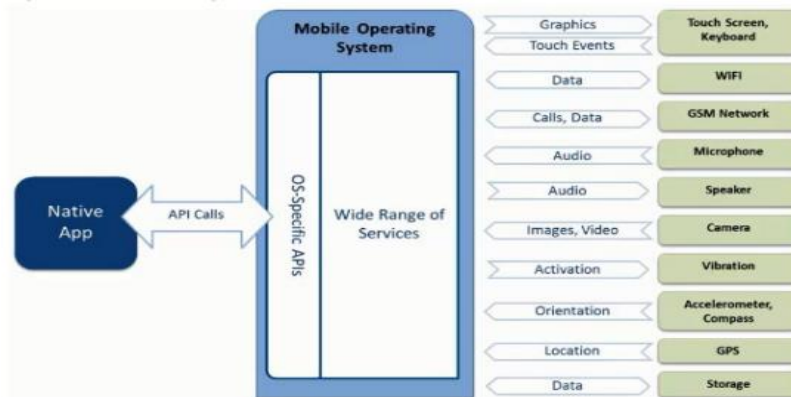 Mobile Operating
System
Native
App
API Calls
OS-Specific APIs
Wide Range of
Services
Graphics
Touch Events
Touch Screen,
Keyboard
Data
WiFi
Calls, Data
GSM Network
Audio
Microphone
Audio
Speaker
Images, Video
Camera
Activation
Vibration
Orientation
Accelerometer,
Compass
Location
GPS
Data
Storage